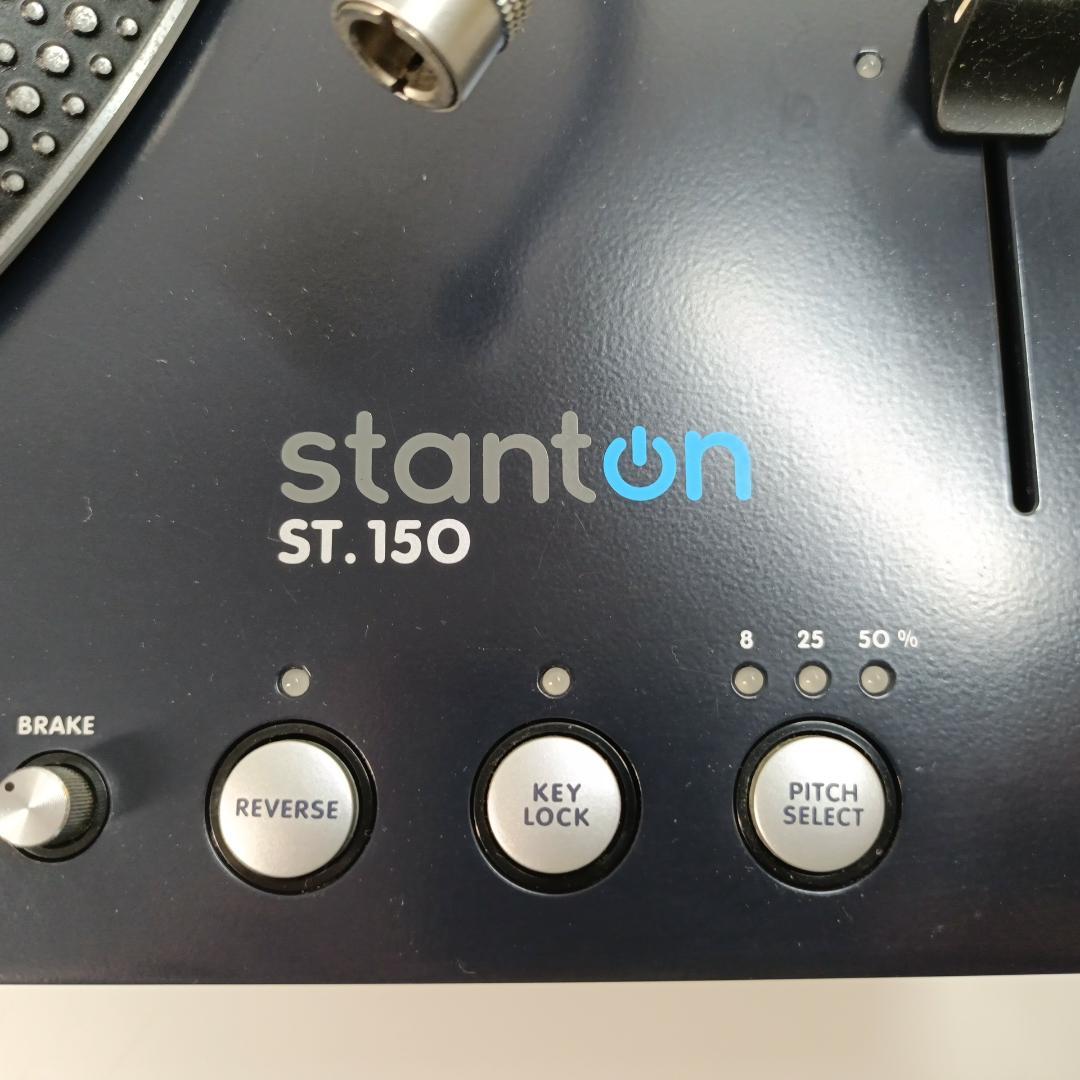 stanton
ST. 150
8 25 50 %
BRAKE
REVERSE
KEY
LOCK
PITCH
SELECT